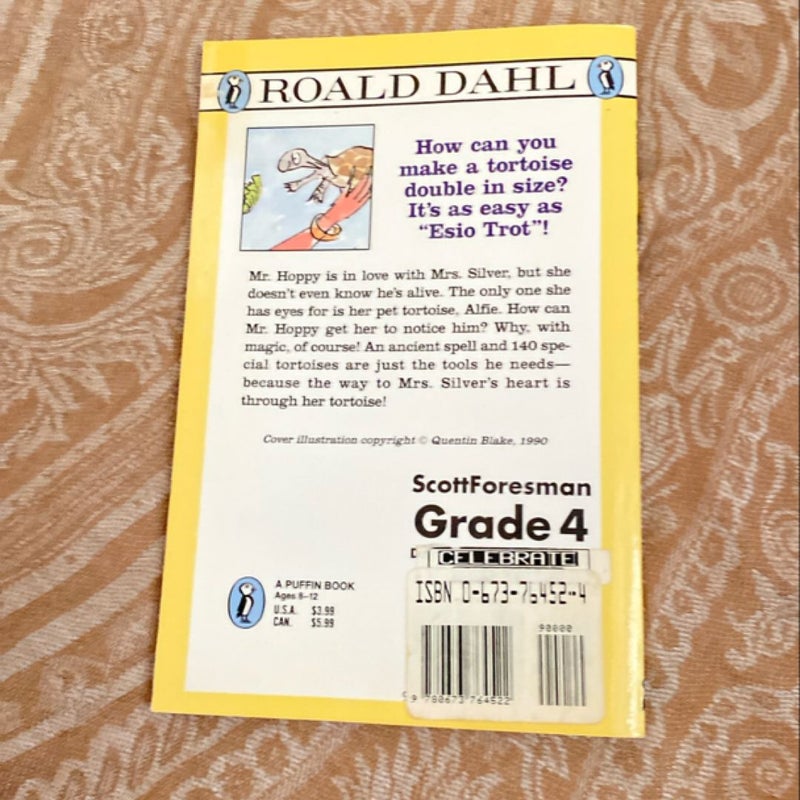 ROALD DAHL
How can you
make a tortoise
double in size?
It's as easy as
"Esio Trot"!
Mr. Hoppy is in love with Mrs. Silver, but she
doesn't even know he's alive. The only one she
has eyes for is her pet tortoise, Alfie. How can
Mr. Hoppy get her to notice him? Why, with
magic, of course! An ancient spell and 140 spe-
cial tortoises are just the tools he needs—
because the way to Mrs. Silver's heart is
through her tortoise!
Cover illustration copyright © Quentin Blake, 1990
ScottForesman
Grade 4
CELEBRATE!
A PUFFIN BOOK
Ages 8–12
U.S.A. $3.99
CAN. $5.99
ISBN 0-673-76452-4
90000
9 780673 764522